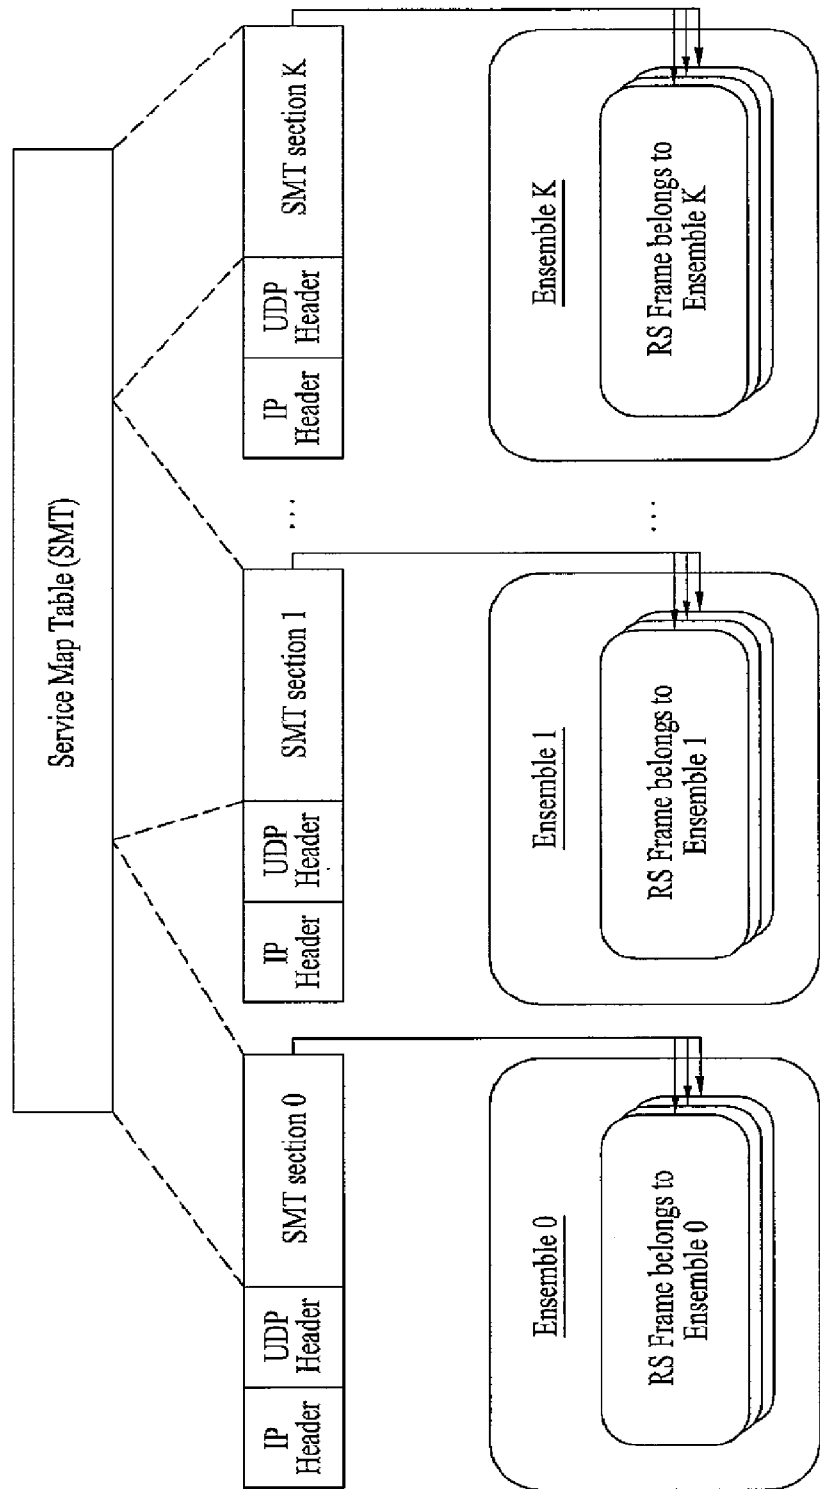 Service Map Table (SMT)
IP
Header
UDP
Header
SMT section 0
IP
Header
UDP
Header
SMT section 1
...
IP
Header
UDP
Header
SMT section K
Ensemble 0
RS Frame belongs to
Ensemble 0
Ensemble 1
RS Frame belongs to
Ensemble 1
...
Ensemble K
RS Frame belongs to
Ensemble K